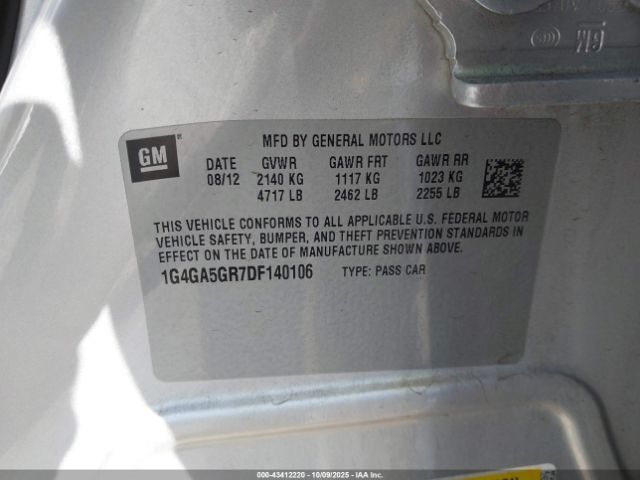 GM
GM
MFD BY GENERAL MOTORS LLC
DATE GVWR GAWR FRT GAWR RR
08/12 2140 KG 1117 KG 1023 KG
4717 LB 2462 LB 2255 LB
THIS VEHICLE CONFORMS TO ALL APPLICABLE U.S. FEDERAL MOTOR
VEHICLE SAFETY, BUMPER, AND THEFT PREVENTION STANDARDS IN
EFFECT ON THE DATE OF MANUFACTURE SHOWN ABOVE.
1G4GA5GR7DF140106 TYPE: PASS CAR
000-43412220 - 10/09/2025 - IAAI.COM